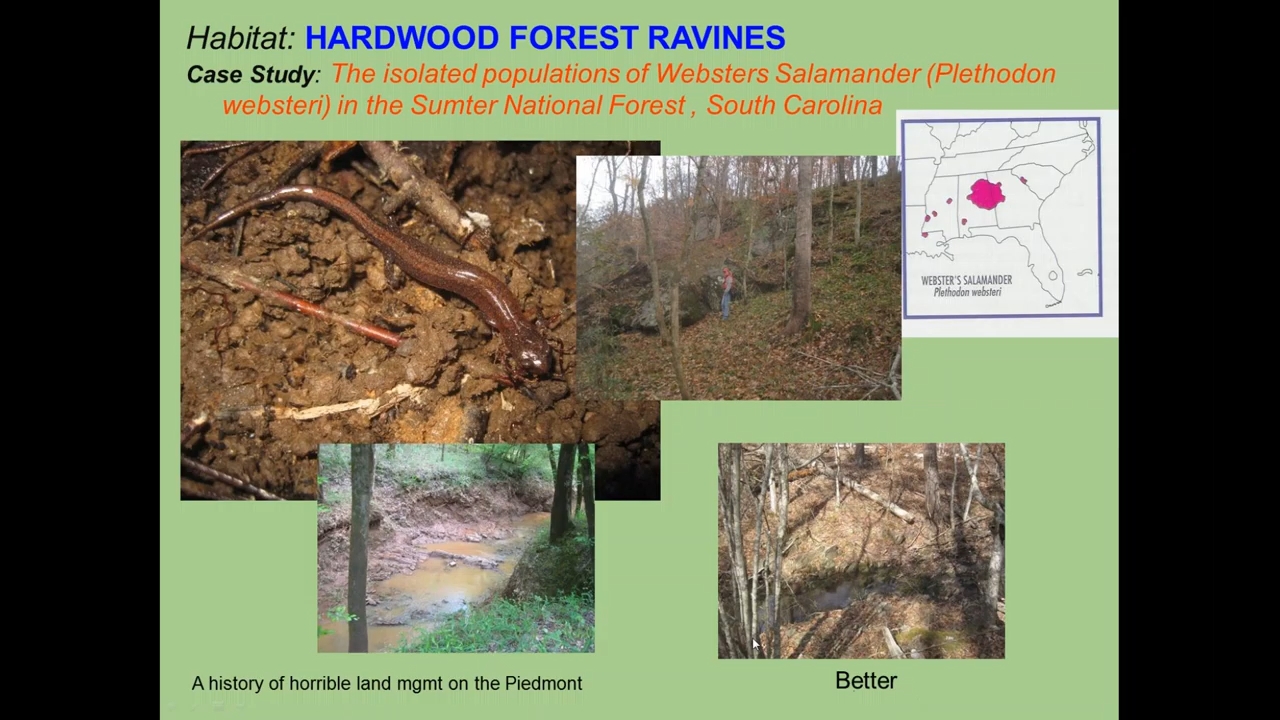 Habitat: HARDWOOD FOREST RAVINES
Case Study: The isolated populations of Websters Salamander (Plethodon
websteri) in the Sumter National Forest , South Carolina
WEBSTER'S SALAMANDER
Plethodon websteri
A history of horrible land mgmt on the Piedmont
Better